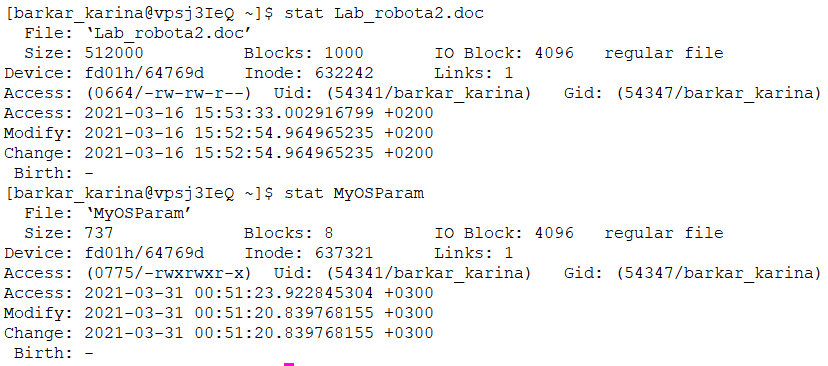 [barkar_karina@vpsj3IeQ ~]$ stat Lab_robota2.doc
  File: ‘Lab_robota2.doc’
  Size: 512000          Blocks: 1000       IO Block: 4096   regular file
Device: fd01h/64769d    Inode: 632242      Links: 1
Access: (0664/-rw-rw-r--)  Uid: (54341/barkar_karina)   Gid: (54347/barkar_karina)
Access: 2021-03-16 15:53:33.002916799 +0200
Modify: 2021-03-16 15:52:54.964965235 +0200
Change: 2021-03-16 15:52:54.964965235 +0200
 Birth: -
[barkar_karina@vpsj3IeQ ~]$ stat MyOSParam
  File: ‘MyOSParam’
  Size: 737             Blocks: 8          IO Block: 4096   regular file
Device: fd01h/64769d    Inode: 637321      Links: 1
Access: (0775/-rwxrwxr-x)  Uid: (54341/barkar_karina)   Gid: (54347/barkar_karina)
Access: 2021-03-31 00:51:23.922845304 +0300
Modify: 2021-03-31 00:51:20.839768155 +0300
Change: 2021-03-31 00:51:20.839768155 +0300
 Birth: -